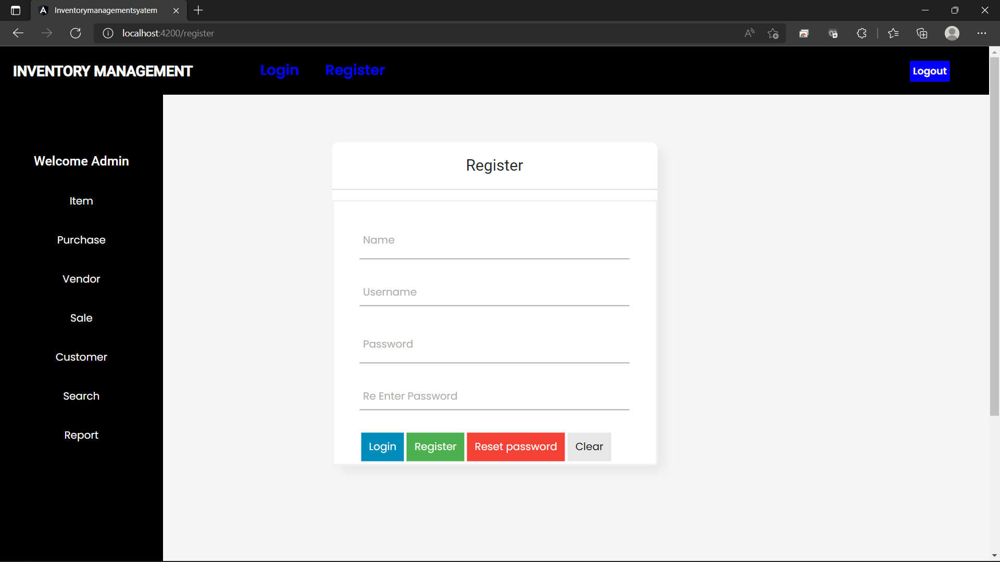 Inventorymanagementsyatem
localhost:4200/register
INVENTORY MANAGEMENT
Login
Register
Logout
Welcome Admin
Item
Purchase
Vendor
Sale
Customer
Search
Report
Register
Name
Username
Password
Re Enter Password
Login
Register
Reset password
Clear